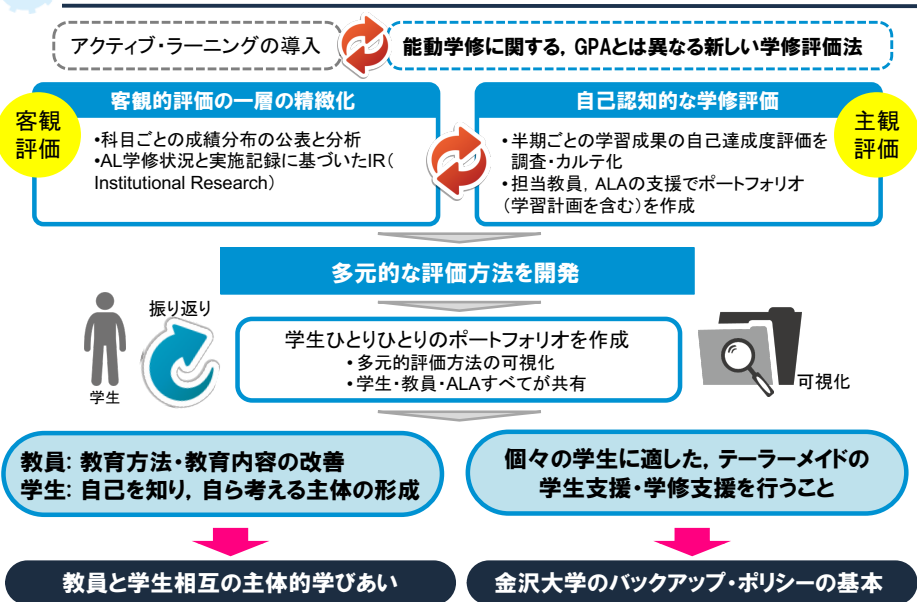 アクティブ・ラーニングの導入
能動学修に関する，GPAとは異なる新しい学修評価法
客観
評価
客観的評価の一層の精緻化
•科目ごとの成績分布の公表と分析
•AL学修状況と実施記録に基づいたIR(
Institutional Research)
自己認知的な学修評価
•半期ごとの学習成果の自己達成度評価を
調査・カルテ化
•担当教員，ALAの支援でポートフォリオ
(学習計画を含む)を作成
主観
評価
多元的な評価方法を開発
学生
振り返り
学生ひとりひとりのポートフォリオを作成
•多元的評価方法の可視化
•学生・教員・ALAすべてが共有
可視化
教員: 教育方法・教育内容の改善
学生: 自己を知り，自ら考える主体の形成
個々の学生に適した，テーラーメイドの
学生支援・学修支援を行うこと
教員と学生相互の主体的学びあい
金沢大学のバックアップ・ポリシーの基本